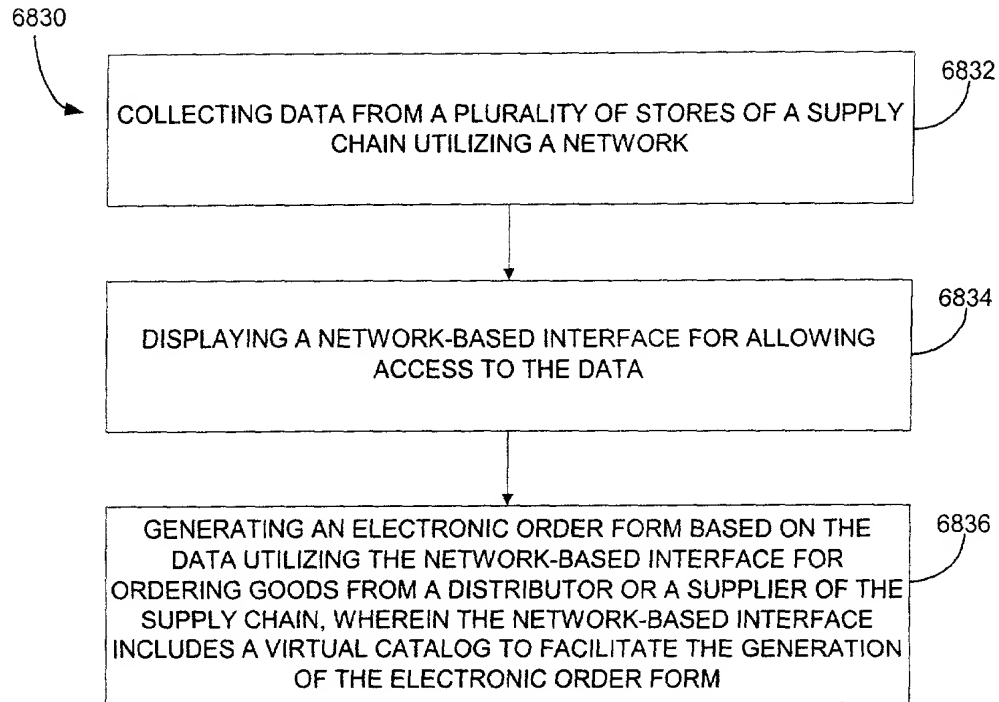 6830
6832
COLLECTING DATA FROM A PLURALITY OF STORES OF A SUPPLY
CHAIN UTILIZING A NETWORK
6834
DISPLAYING A NETWORK-BASED INTERFACE FOR ALLOWING
ACCESS TO THE DATA
6836
GENERATING AN ELECTRONIC ORDER FORM BASED ON THE
DATA UTILIZING THE NETWORK-BASED INTERFACE FOR
ORDERING GOODS FROM A DISTRIBUTOR OR A SUPPLIER OF THE
SUPPLY CHAIN, WHEREIN THE NETWORK-BASED INTERFACE
INCLUDES A VIRTUAL CATALOG TO FACILITATE THE GENERATION
OF THE ELECTRONIC ORDER FORM